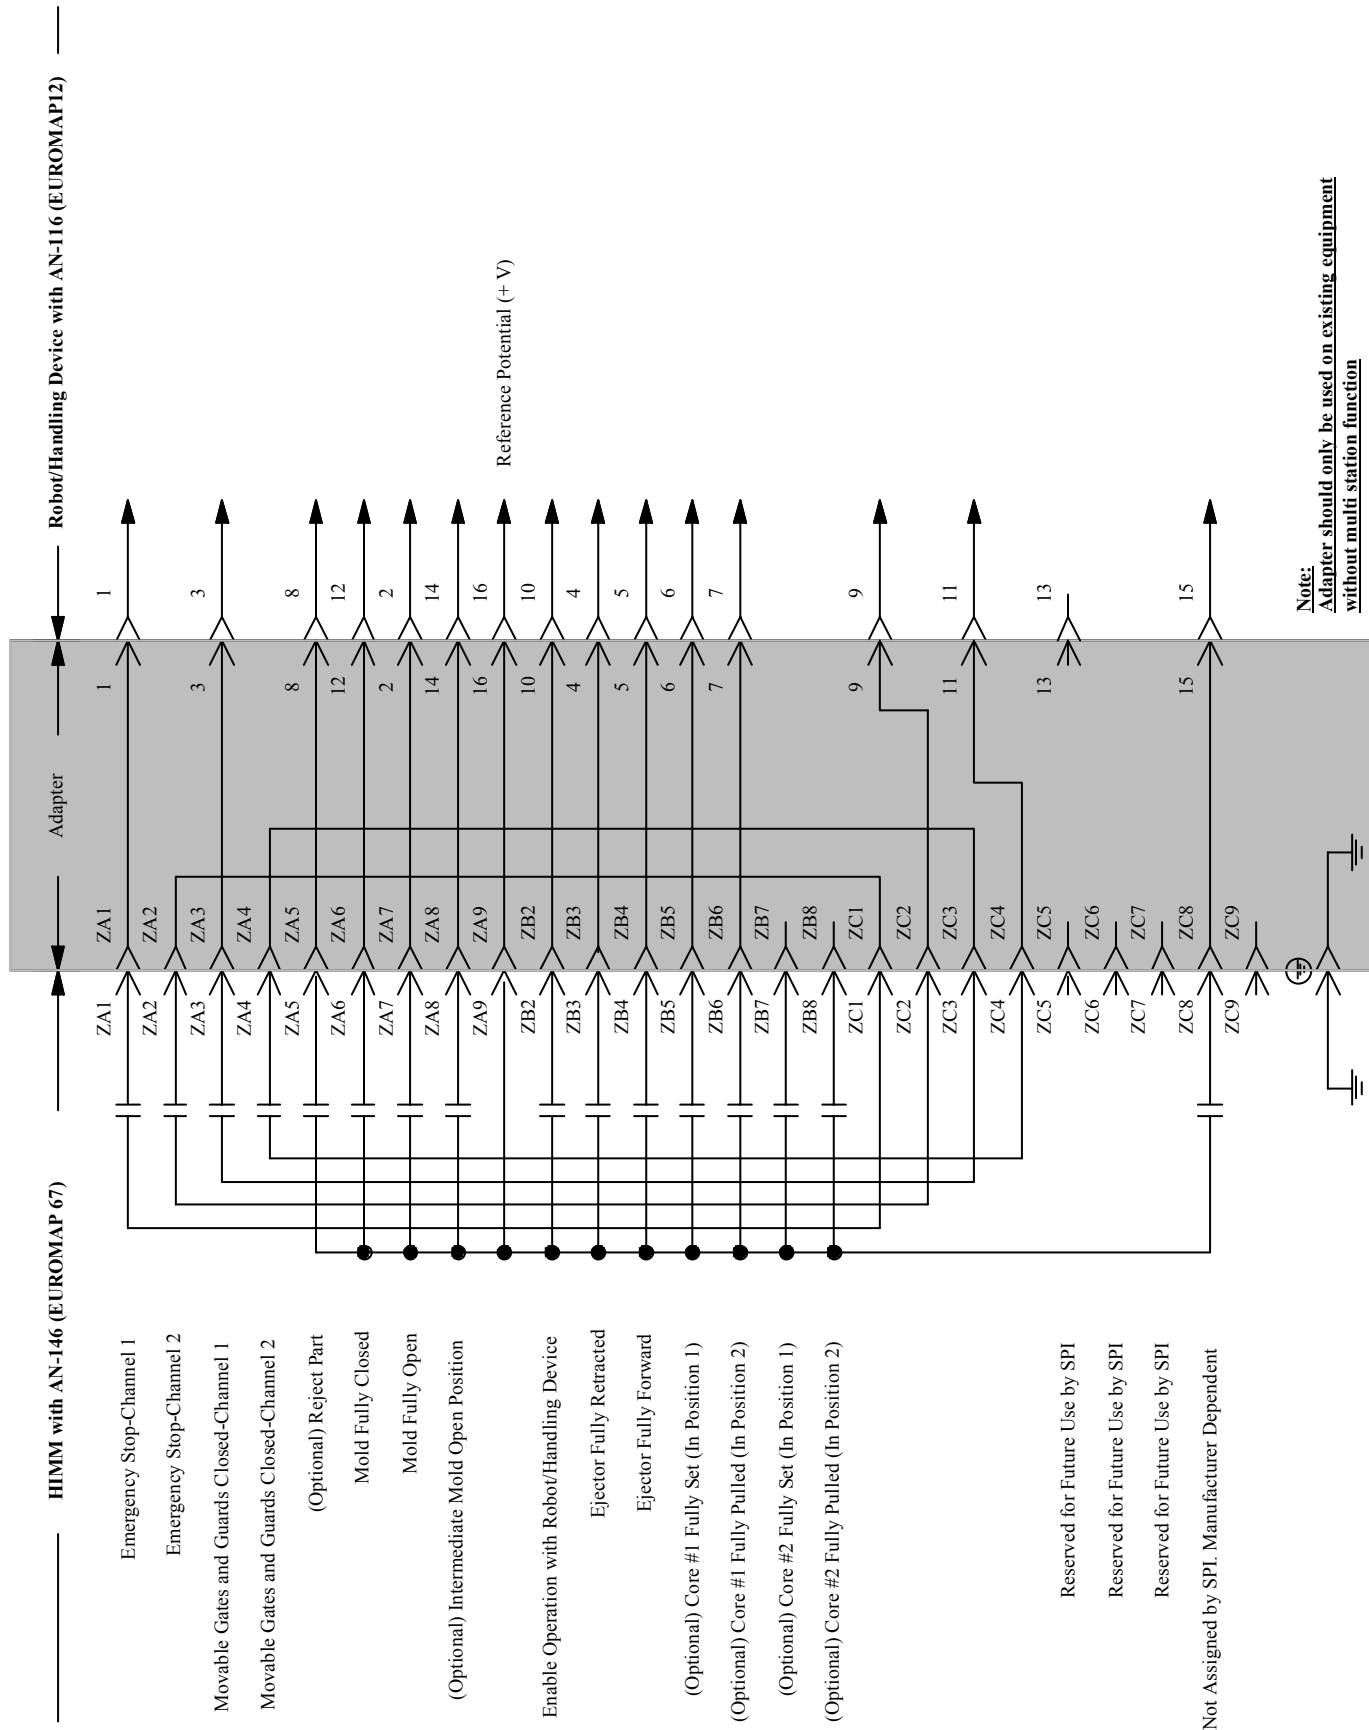 HIMM with AN-146 (EUROMAP 67)
Adapter
Robot/Handling Device with AN-116 (EUROMAP12)
Emergency Stop-Channel 1
ZA1
ZA1
1
1
Emergency Stop-Channel 2
ZA2
ZA2
Movable Gates and Guards Closed-Channel 1
ZA3
ZA3
3
3
Movable Gates and Guards Closed-Channel 2
ZA4
ZA4
(Optional) Reject Part
ZA5
ZA5
8
8
Mold Fully Closed
ZA6
ZA6
12
12
Mold Fully Open
ZA7
ZA7
2
2
(Optional) Intermediate Mold Open Position
ZA8
ZA8
14
14
ZA9
ZA9
16
16
Reference Potential (+ V)
Enable Operation with Robot/Handling Device
ZB2
ZB2
10
10
Ejector Fully Retracted
ZB3
ZB3
4
4
Ejector Fully Forward
ZB4
ZB4
5
5
(Optional) Core #1 Fully Set (In Position 1)
ZB5
ZB5
6
6
(Optional) Core #1 Fully Pulled (In Position 2)
ZB6
ZB6
7
7
(Optional) Core #2 Fully Set (In Position 1)
ZB7
ZB7
(Optional) Core #2 Fully Pulled (In Position 2)
ZB8
ZB8
ZC1
ZC1
9
9
ZC2
ZC2
ZC3
ZC3
11
11
ZC4
ZC4
Reserved for Future Use by SPI
ZC5
ZC5
13
13
Reserved for Future Use by SPI
ZC6
ZC6
Reserved for Future Use by SPI
ZC7
ZC7
Not Assigned by SPI. Manufacturer Dependent
ZC8
ZC8
15
15
ZC9
ZC9
Note:
Adapter should only be used on existing equipment
without multi station function